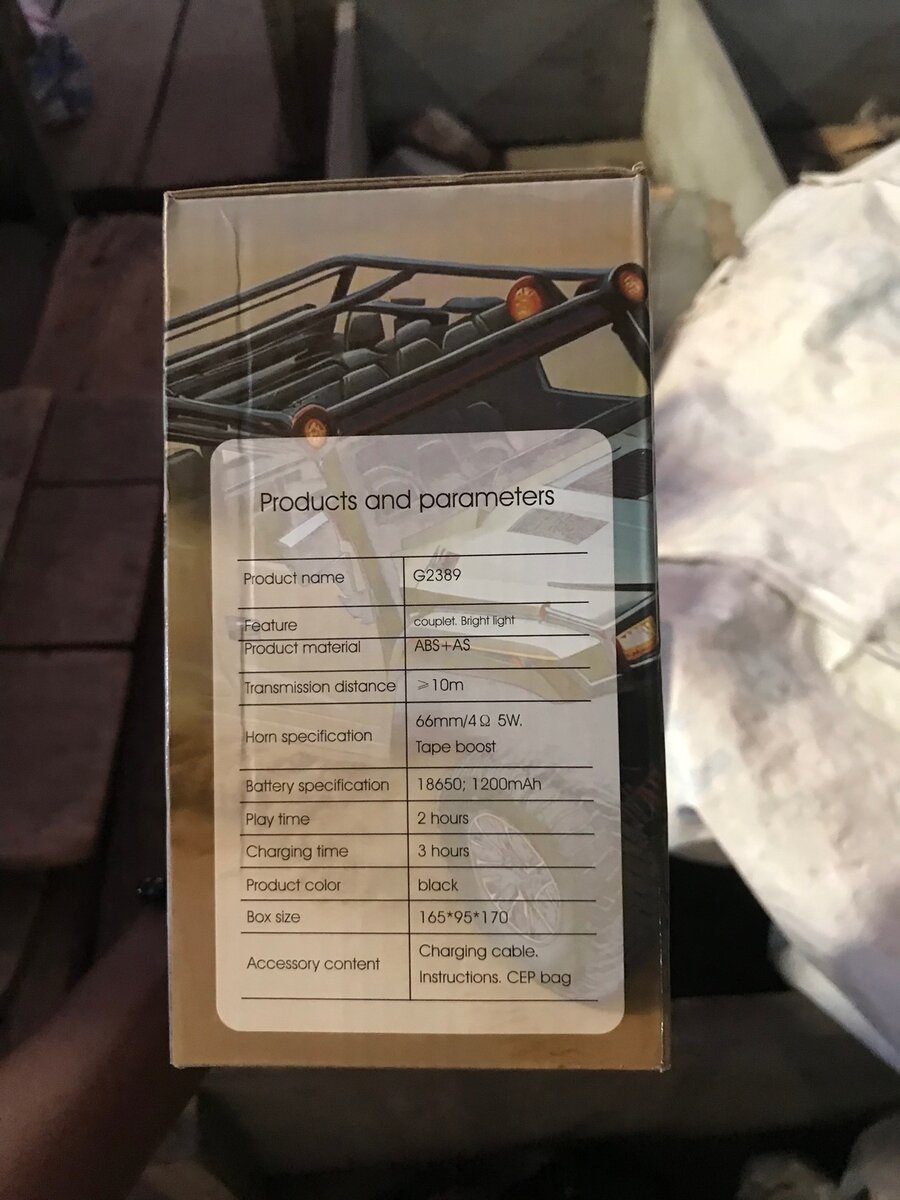 Products and parameters
Product name G2389
Feature couplet. Bright light
Product material ABS+AS
Transmission distance ⩾10m
Horn specification 66mm/4Ω 5W.
Tape boost
Battery specification 18650; 1200mAh
Play time 2 hours
Charging time 3 hours
Product color black
Box size 165*95*170
Accessory content Charging cable.
Instructions. CEP bag